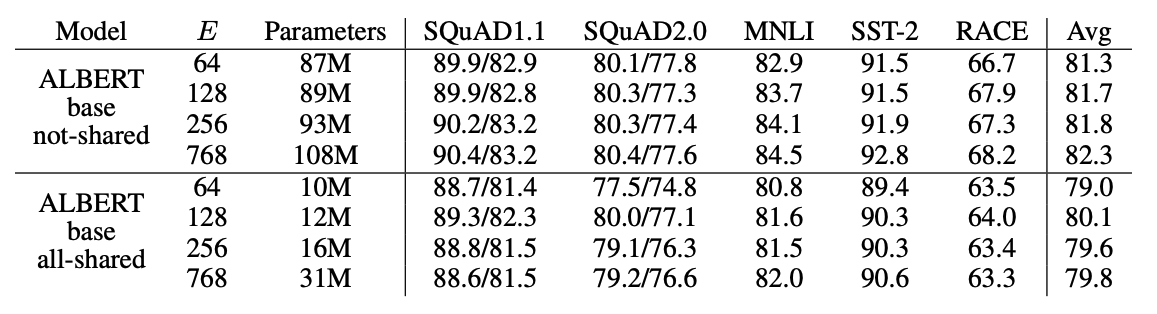 Model E Parameters SQuAD1.1 SQuAD2.0 MNLI SST-2 RACE Avg
ALBERT base not-shared
64 87M 89.9/82.9 80.1/77.8 82.9 91.5 66.7 81.3
128 89M 89.9/82.8 80.3/77.3 83.7 91.5 67.9 81.7
256 93M 90.2/83.2 80.3/77.4 84.1 91.9 67.3 81.8
768 108M 90.4/83.2 80.4/77.6 84.5 92.8 68.2 82.3
ALBERT base all-shared
64 10M 88.7/81.4 77.5/74.8 80.8 89.4 63.5 79.0
128 12M 89.3/82.3 80.0/77.1 81.6 90.3 64.0 80.1
256 16M 88.8/81.5 79.1/76.3 81.5 90.3 63.4 79.6
768 31M 88.6/81.5 79.2/76.6 82.0 90.6 63.3 79.8